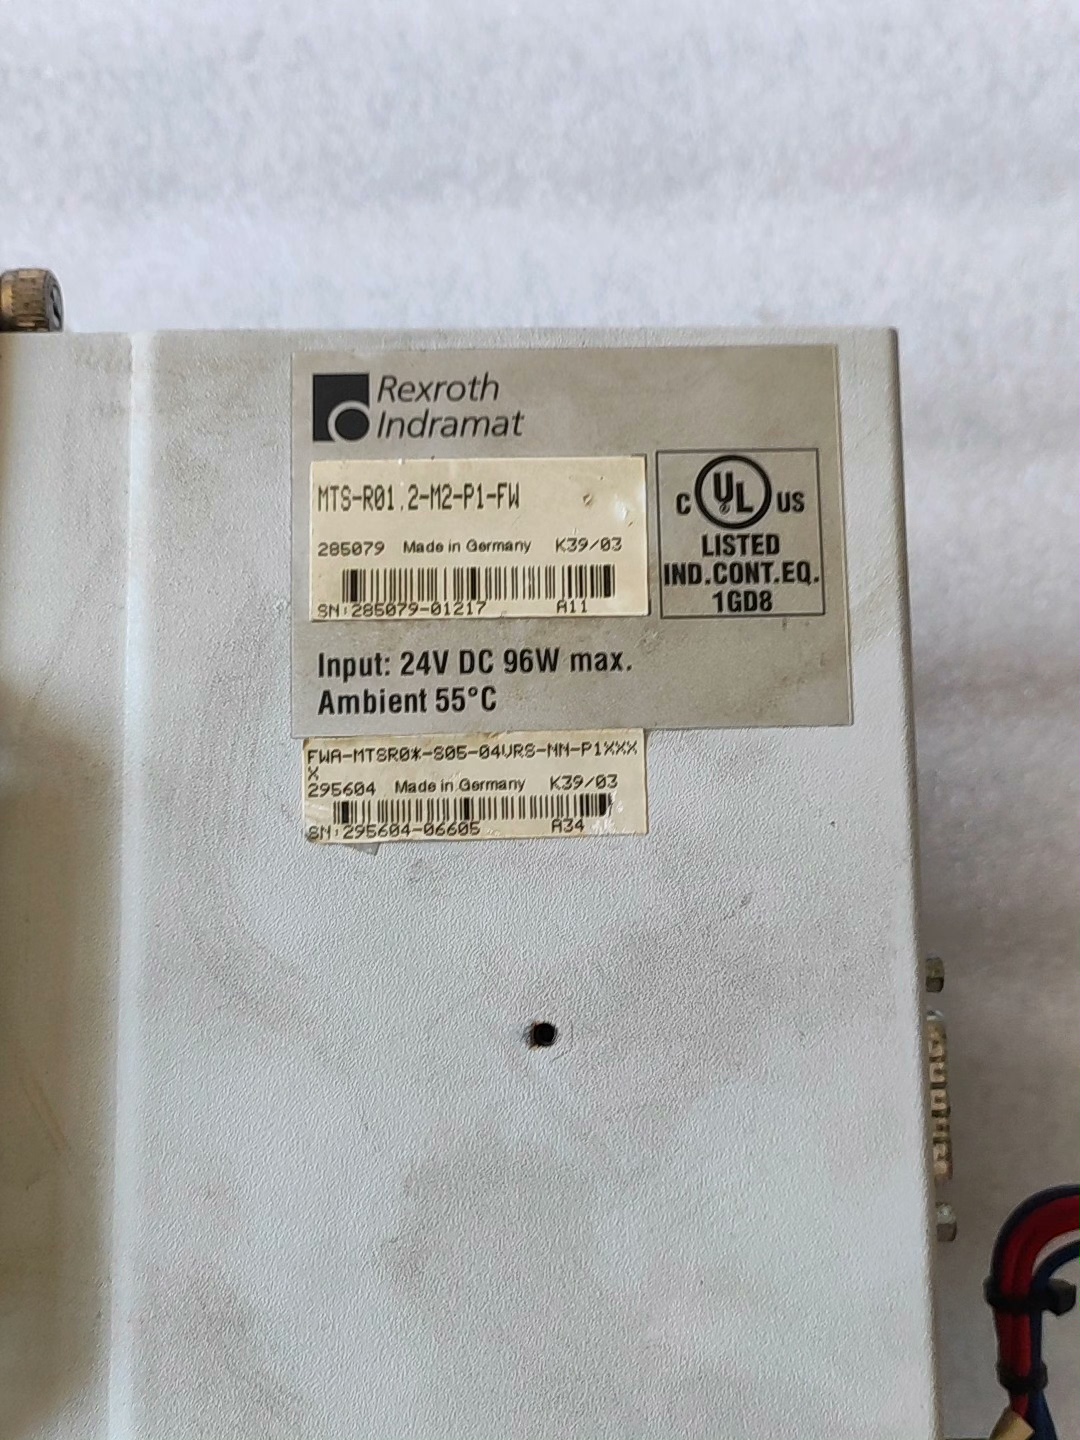 Rexroth
Indramat
MTS-R01.2-M2-P1-FW
285079 Made in Germany K39/03
SN:285079-01217 A11
C UL US
LISTED
IND.CONT.EQ.
1GD8
Input: 24V DC 96W max.
Ambient 55°C
FWA-MTSR0*-S05-04VRS-NN-P1XXX
X
295604 Made in Germany K39/03
SN:295604-06605 A34